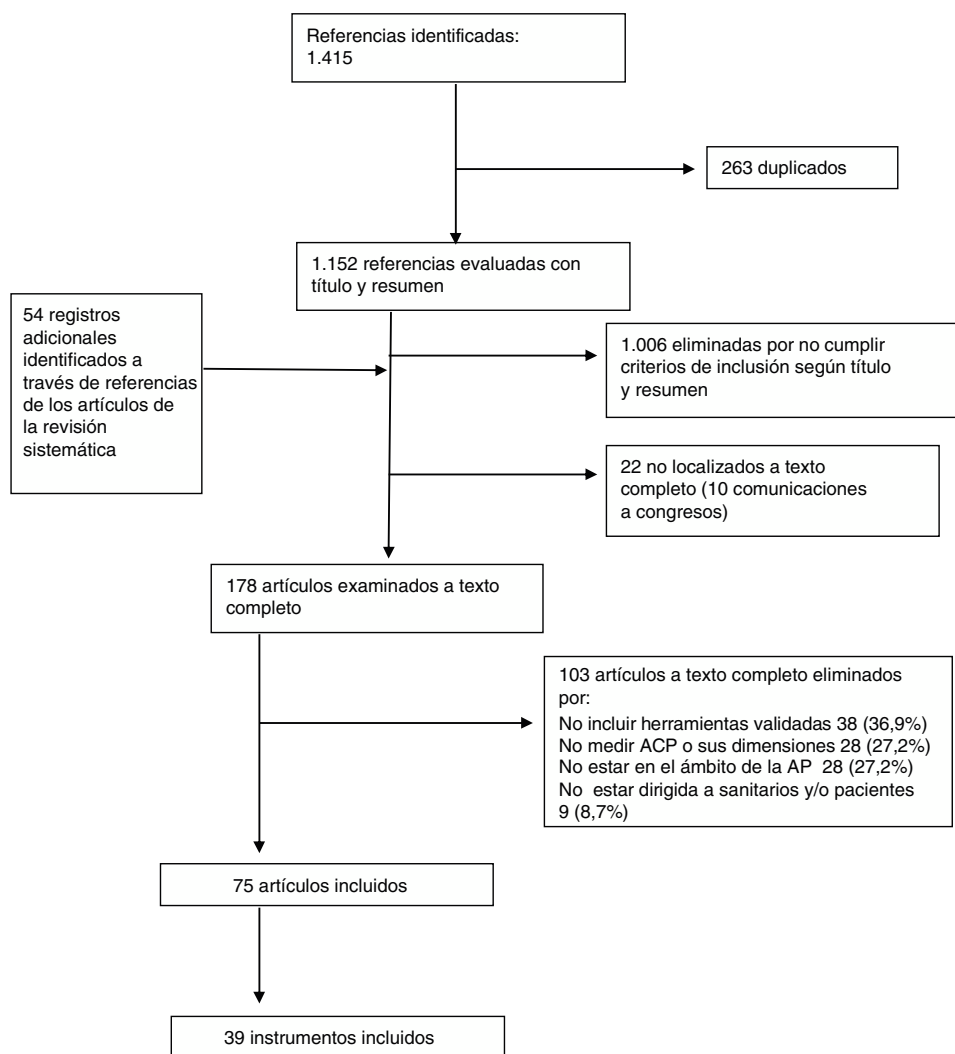 Referencias identificadas:
1.415
263 duplicados
1.152 referencias evaluadas con
título y resumen
54 registros
adicionales
identificados a
través de referencias
de los artículos de
la revisión
sistemática
1.006 eliminadas por no cumplir
criterios de inclusión según título
y resumen
22 no localizados a texto
completo (10 comunicaciones
a congresos)
178 artículos examinados a texto
completo
103 artículos a texto completo eliminados
por:
No incluir herramientas validadas 38 (36,9%)
No medir ACP o sus dimensiones 28 (27,2%)
No estar en el ámbito de la AP 28 (27,2%)
No estar dirigida a sanitarios y/o pacientes
9 (8,7%)
75 artículos incluidos
39 instrumentos incluidos